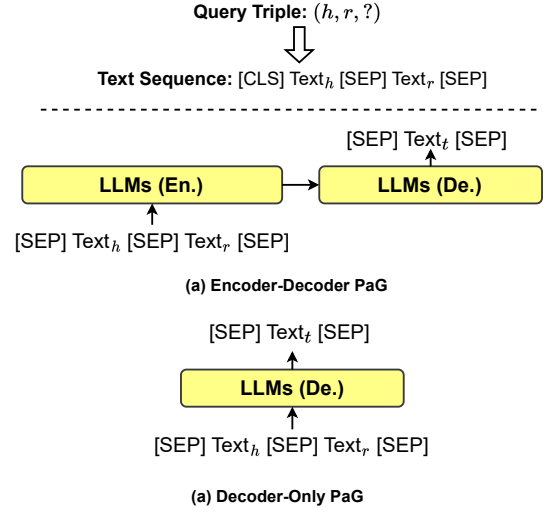 Query Triple: (h, r, ?)
Text Sequence: [CLS] Text_h [SEP] Text_r [SEP]
[SEP] Text_t [SEP]
LLMs (En.) LLMs (De.)
[SEP] Text_h [SEP] Text_r [SEP]
(a) Encoder-Decoder PaG
[SEP] Text_t [SEP]
LLMs (De.)
[SEP] Text_h [SEP] Text_r [SEP]
(a) Decoder-Only PaG